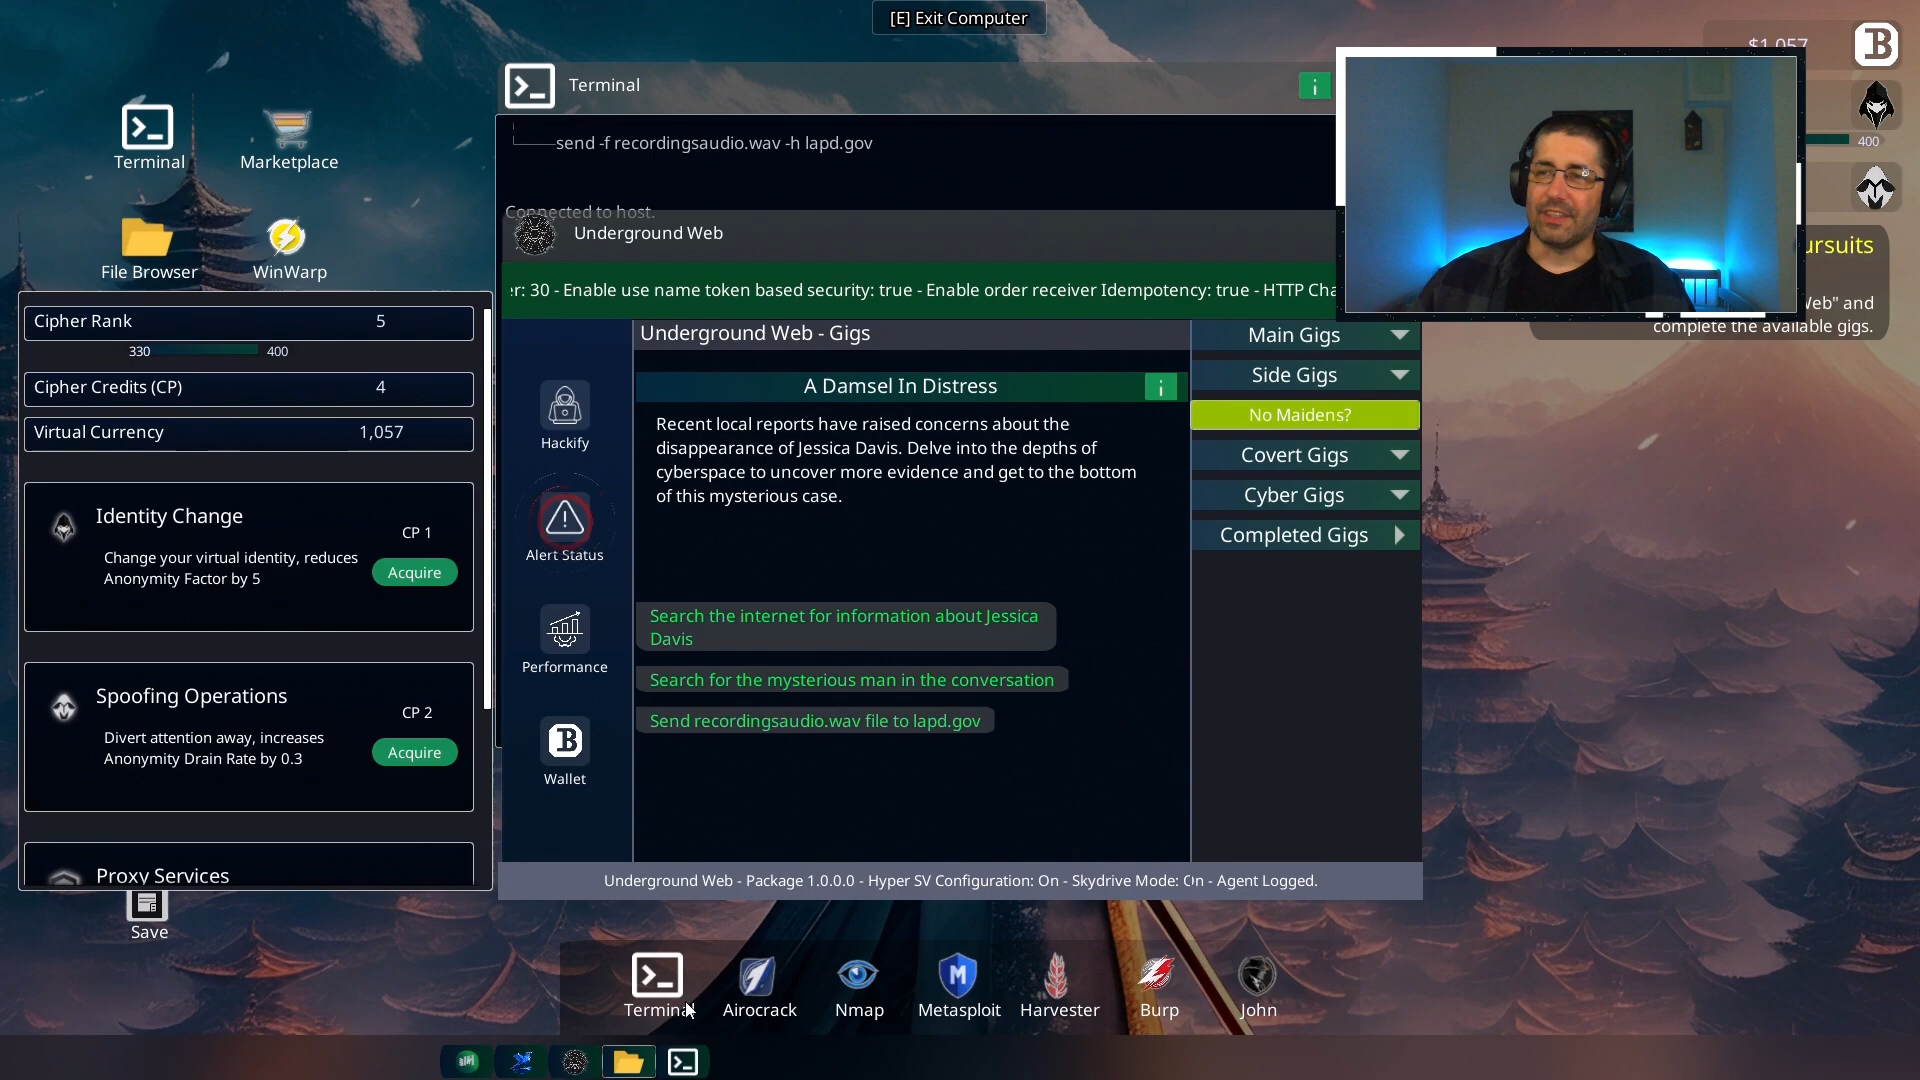 [E] Exit Computer
$1,057
400
Terminal
Marketplace
File Browser
WinWarp
Terminal
i
send -f recordingsaudio.wav -h lapd.gov
Connected to host.
Underground Web
er: 30 - Enable use name token based security: true - Enable order receiver Idempotency: true - HTTP Cha
ursuits
Web" and
complete the available gigs.
Cipher Rank 5
330 400
Cipher Credits (CP) 4
Virtual Currency 1,057
Identity Change
CP 1
Change your virtual identity, reduces
Anonymity Factor by 5
Acquire
Spoofing Operations
CP 2
Divert attention away, increases
Anonymity Drain Rate by 0.3
Acquire
Proxy Services
Save
Hackify
Alert Status
Performance
B
Wallet
Underground Web - Gigs
A Damsel In Distress
i
Recent local reports have raised concerns about the
disappearance of Jessica Davis. Delve into the depths of
cyberspace to uncover more evidence and get to the bottom
of this mysterious case.
Search the internet for information about Jessica
Davis
Search for the mysterious man in the conversation
Send recordingsaudio.wav file to lapd.gov
Main Gigs
Side Gigs
No Maidens?
Covert Gigs
Cyber Gigs
Completed Gigs
Underground Web - Package 1.0.0.0 - Hyper SV Configuration: On - Skydrive Mode: On - Agent Logged.
Terminal
Airocrack
Nmap
Metasploit
Harvester
Burp
John